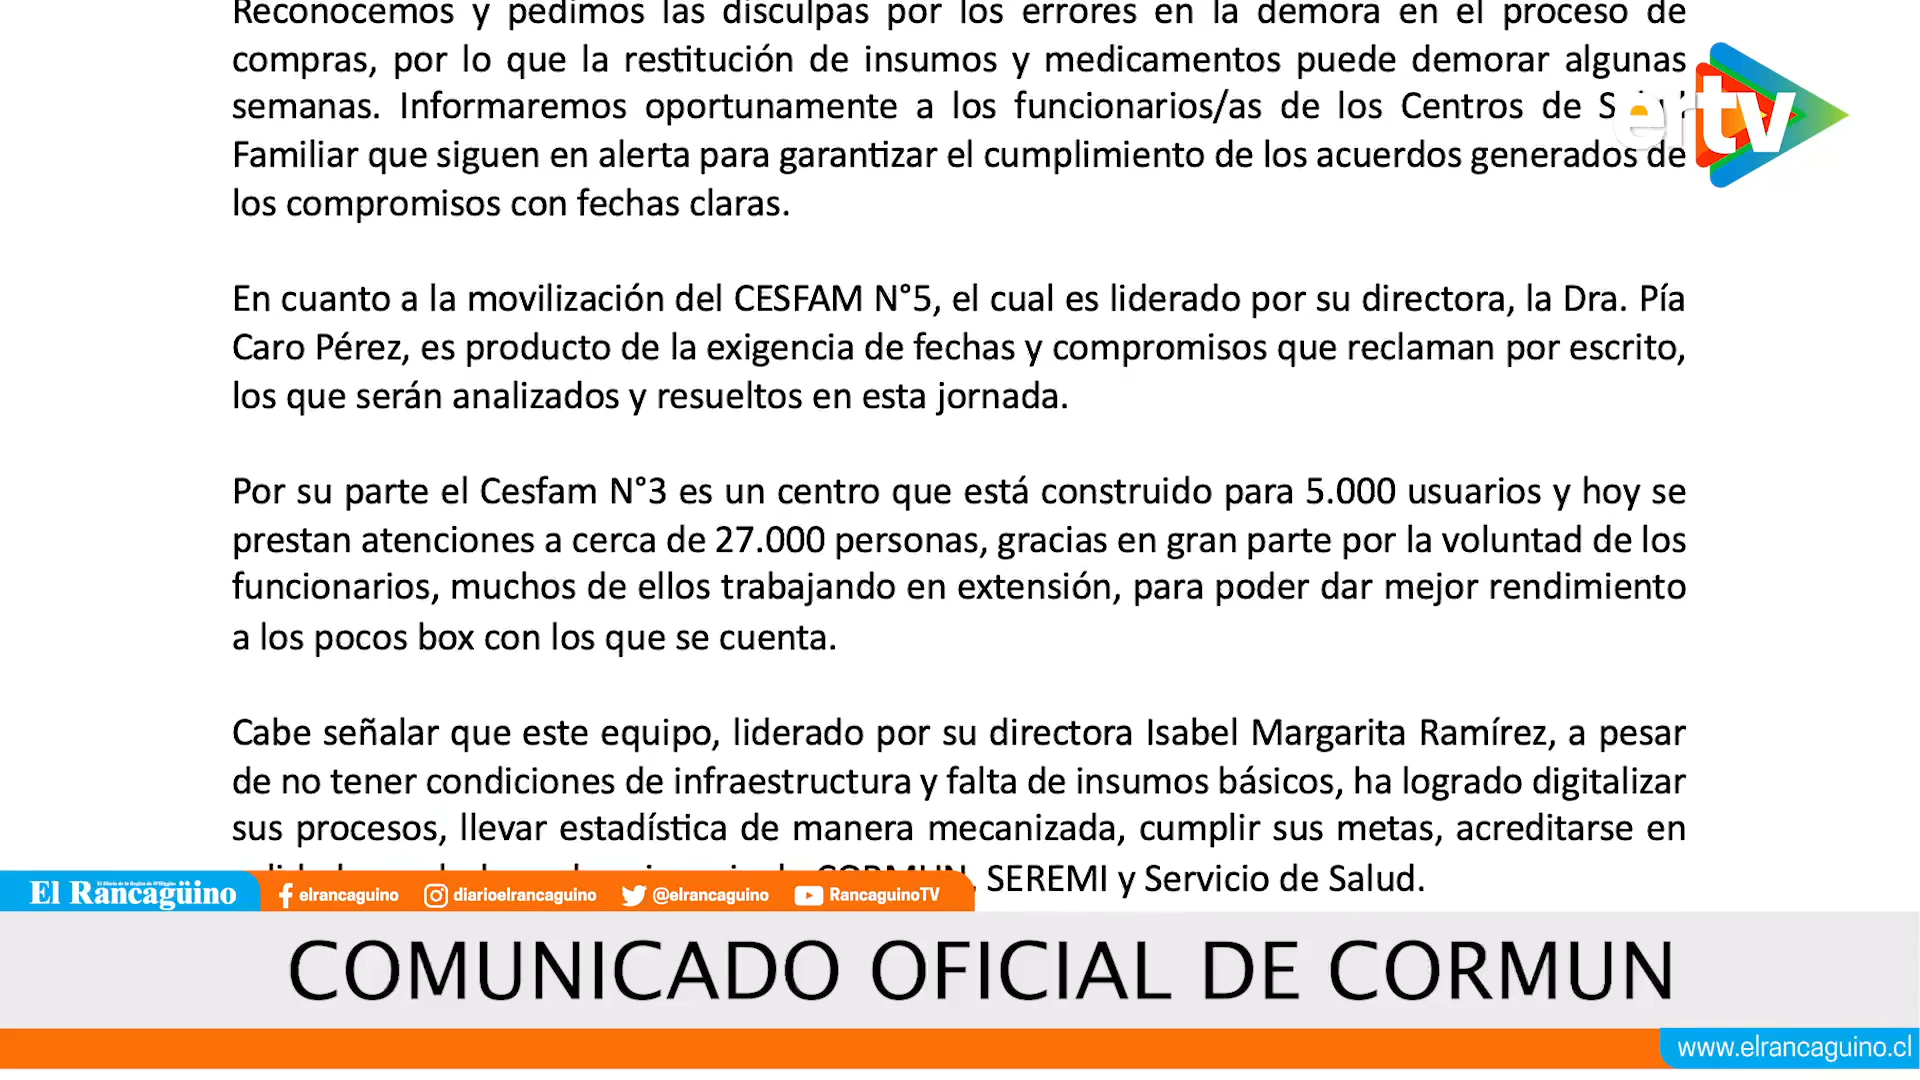 Reconocemos y pedimos las disculpas por los errores en la demora en el proceso de
compras, por lo que la restitución de insumos y medicamentos puede demorar algunas
semanas. Informaremos oportunamente a los funcionarios/as de los Centros de
Familiar que siguen en alerta para garantizar el cumplimiento de los acuerdos generados de
los compromisos con fechas claras.
ertv
En cuanto a la movilización del CESFAM N°5, el cual es liderado por su directora, la Dra. Pía
Caro Pérez, es producto de la exigencia de fechas y compromisos que reclaman por escrito,
los que serán analizados y resueltos en esta jornada.
Por su parte el Cesfam N°3 es un centro que está construido para 5.000 usuarios y hoy se
prestan atenciones a cerca de 27.000 personas, gracias en gran parte por la voluntad de los
funcionarios, muchos de ellos trabajando en extensión, para poder dar mejor rendimiento
a los pocos box con los que se cuenta.
Cabe señalar que este equipo, liderado por su directora Isabel Margarita Ramírez, a pesar
de no tener condiciones de infraestructura y falta de insumos básicos, ha logrado digitalizar
sus procesos, llevar estadística de manera mecanizada, cumplir sus metas, acreditarse en
CORMUN, SEREMI y Servicio de Salud.
El Rancagüino elrancaguino diarioelrancaguino @elrancaguino RancaguinoTV
COMUNICADO OFICIAL DE CORMUN
www.elrancaguino.cl